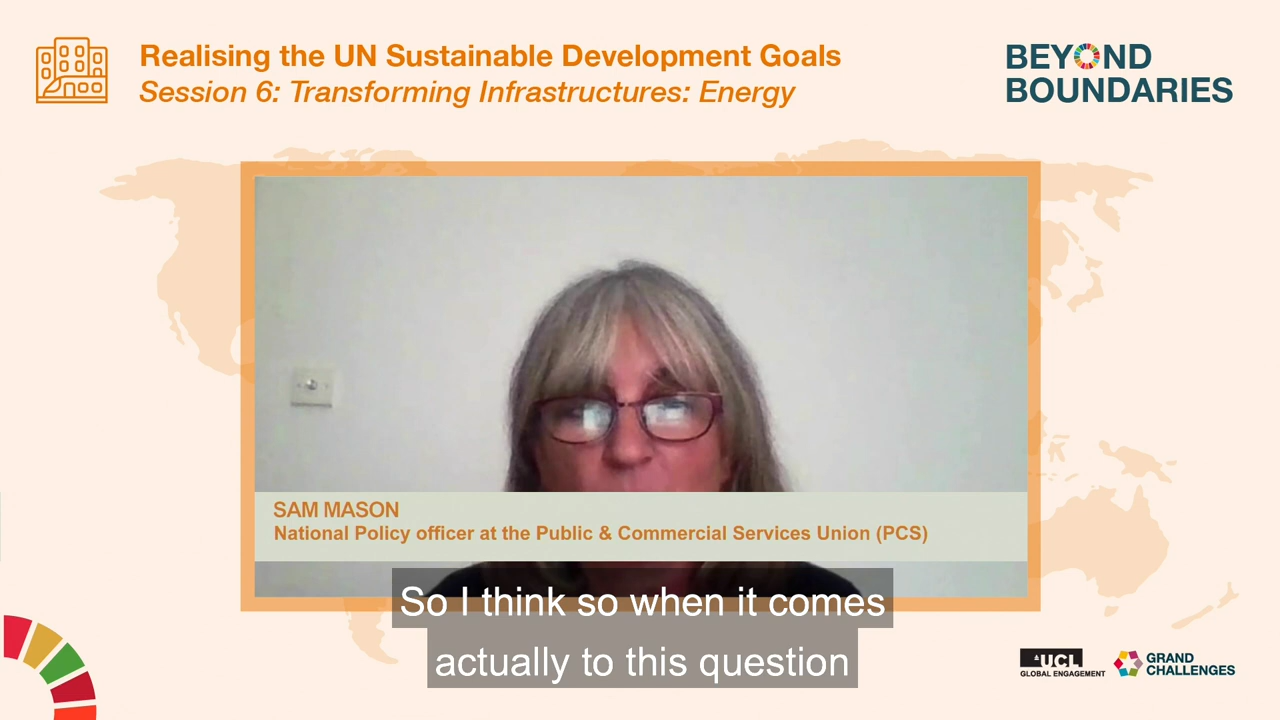 Realising the UN Sustainable Development Goals
Session 6: Transforming Infrastructures: Energy
BEYOND
BOUNDARIES
SAM MASON
National Policy officer at the Public & Commercial Services Union (PCS)
So I think so when it comes
actually to this question
UCL
GLOBAL ENGAGEMENT
GRAND
CHALLENGES